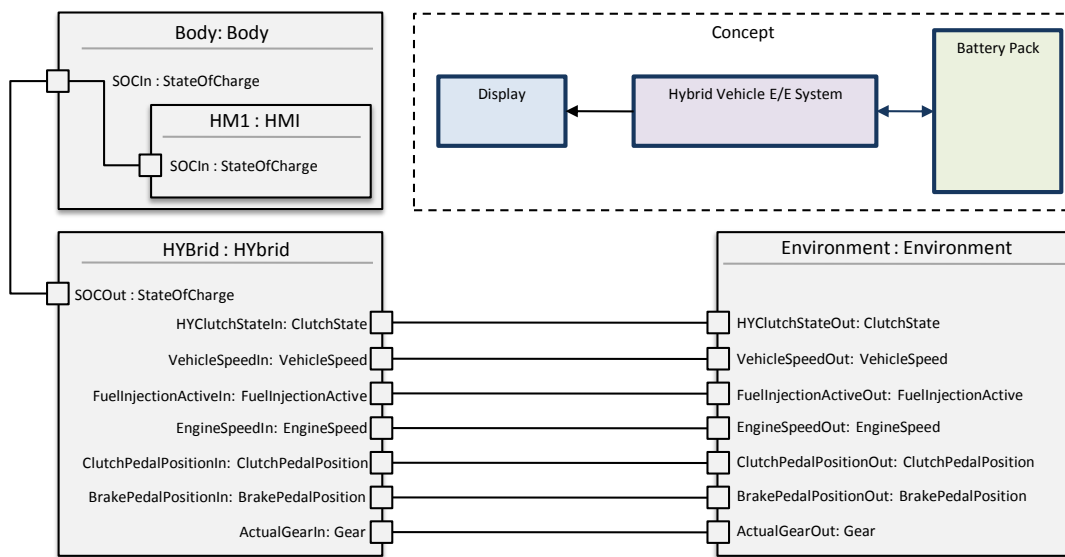 Body: Body
SOCIn : StateOfCharge
HM1 : HMI
SOCIn : StateOfCharge
Concept
Display
Hybrid Vehicle E/E System
Battery Pack
HYBrid : HYbrid
SOCOut : StateOfCharge
HYClutchStateIn: ClutchState
VehicleSpeedIn: VehicleSpeed
FuelInjectionActiveIn: FuelInjectionActive
EngineSpeedIn: EngineSpeed
ClutchPedalPositionIn: ClutchPedalPosition
BrakePedalPositionIn: BrakePedalPosition
ActualGearIn: Gear
Environment : Environment
HYClutchStateOut: ClutchState
VehicleSpeedOut: VehicleSpeed
FuelInjectionActiveOut: FuelInjectionActive
EngineSpeedOut: EngineSpeed
ClutchPedalPositionOut: ClutchPedalPosition
BrakePedalPositionOut: BrakePedalPosition
ActualGearOut: Gear